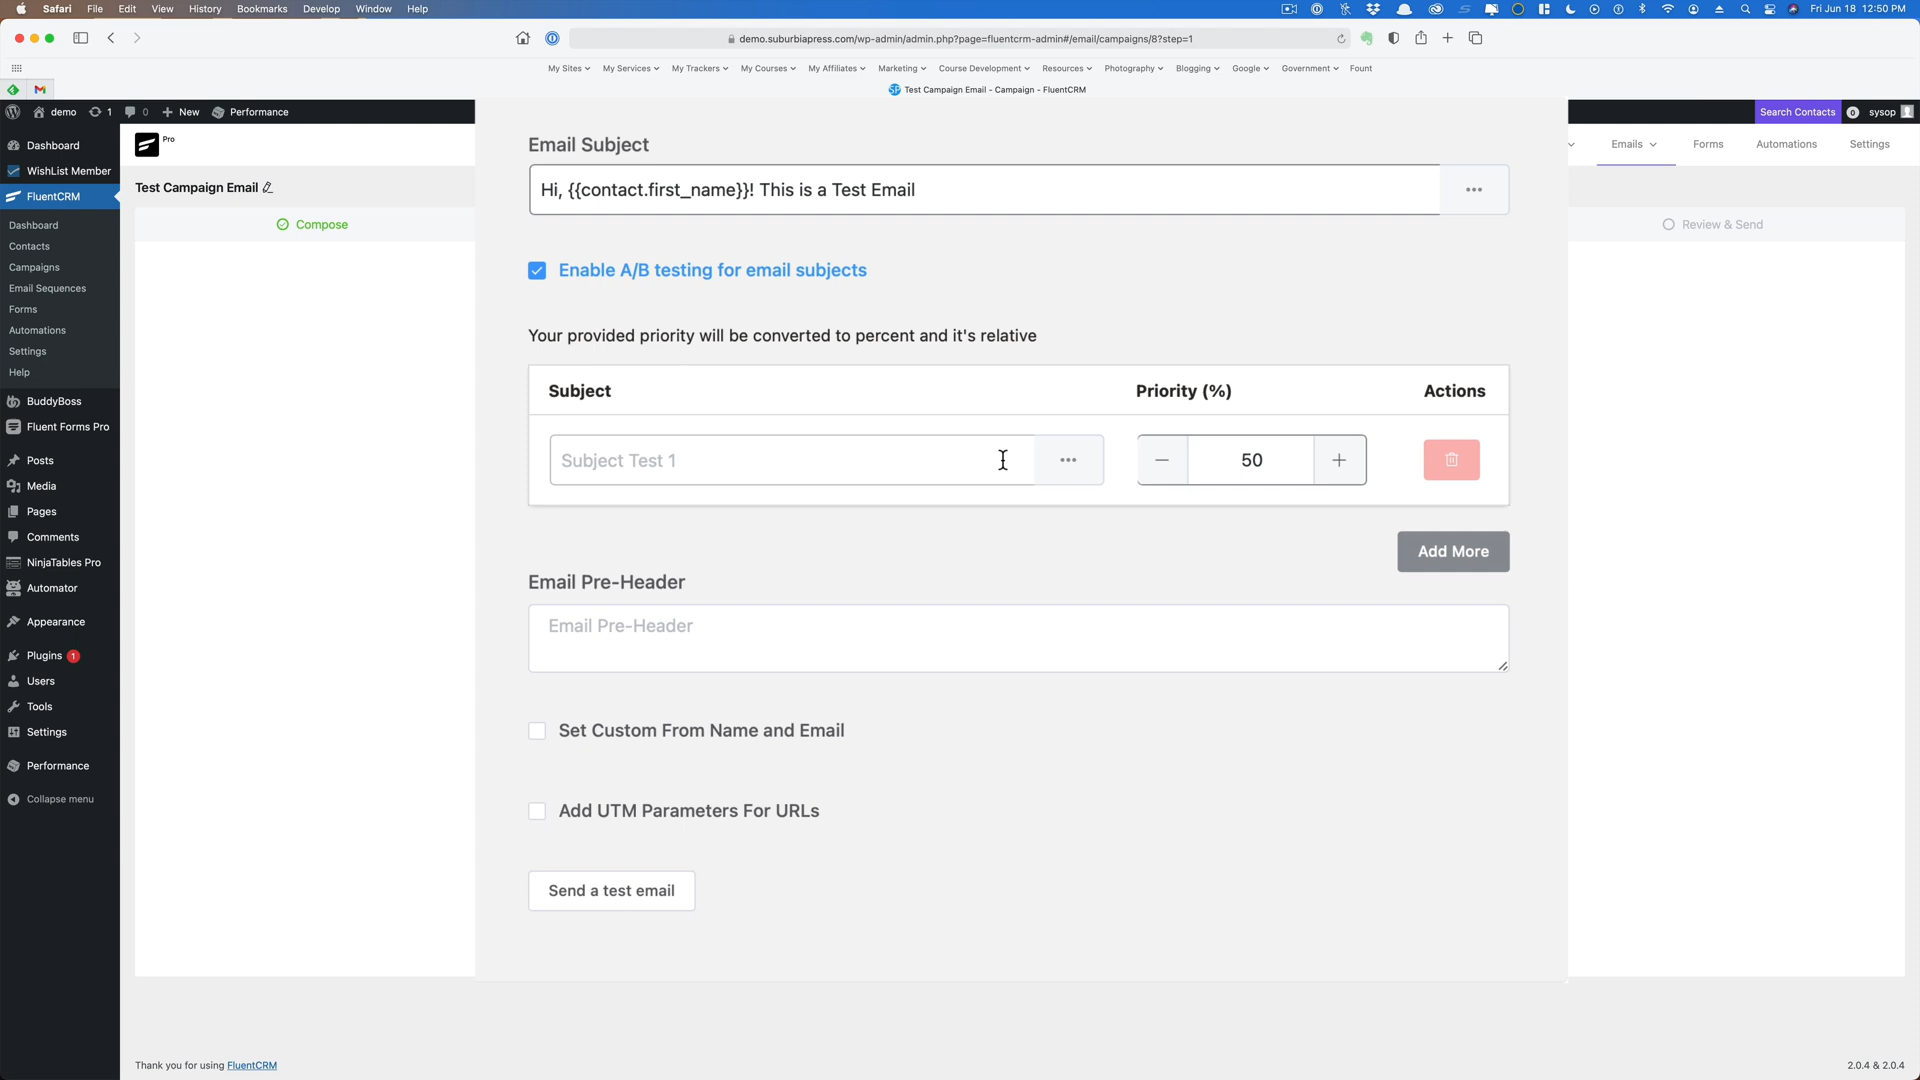 Safari File Edit View History Bookmarks Develop Window Help
Fri Jun 18 12:50 PM
demo.suburbiapress.com/wp-admin/admin.php?page=fluentcrm-admin#/email/campaigns/8?step=1
My Sites My Services My Trackers My Courses My Affiliates Marketing Course Development Resources Photography Blogging Google Government Fount
Test Campaign Email - Campaign - FluentCRM
demo 1 0 New Performance
Search Contacts 0 sysop
Pro
Emails Forms Automations Settings
Dashboard
WishList Member
FluentCRM
Dashboard
Contacts
Campaigns
Email Sequences
Forms
Automations
Settings
Help
BuddyBoss
Fluent Forms Pro
Posts
Media
Pages
Comments
NinjaTables Pro
Automator
Appearance
Plugins 1
Users
Tools
Settings
Performance
Collapse menu
Test Campaign Email
Compose
Review & Send
Email Subject
Hi, {{contact.first_name}}! This is a Test Email
Enable A/B testing for email subjects
Your provided priority will be converted to percent and it's relative
Subject Priority (%) Actions
Subject Test 1 50
Add More
Email Pre-Header
Email Pre-Header
Set Custom From Name and Email
Add UTM Parameters For URLs
Send a test email
Thank you for using FluentCRM
2.0.4 & 2.0.4